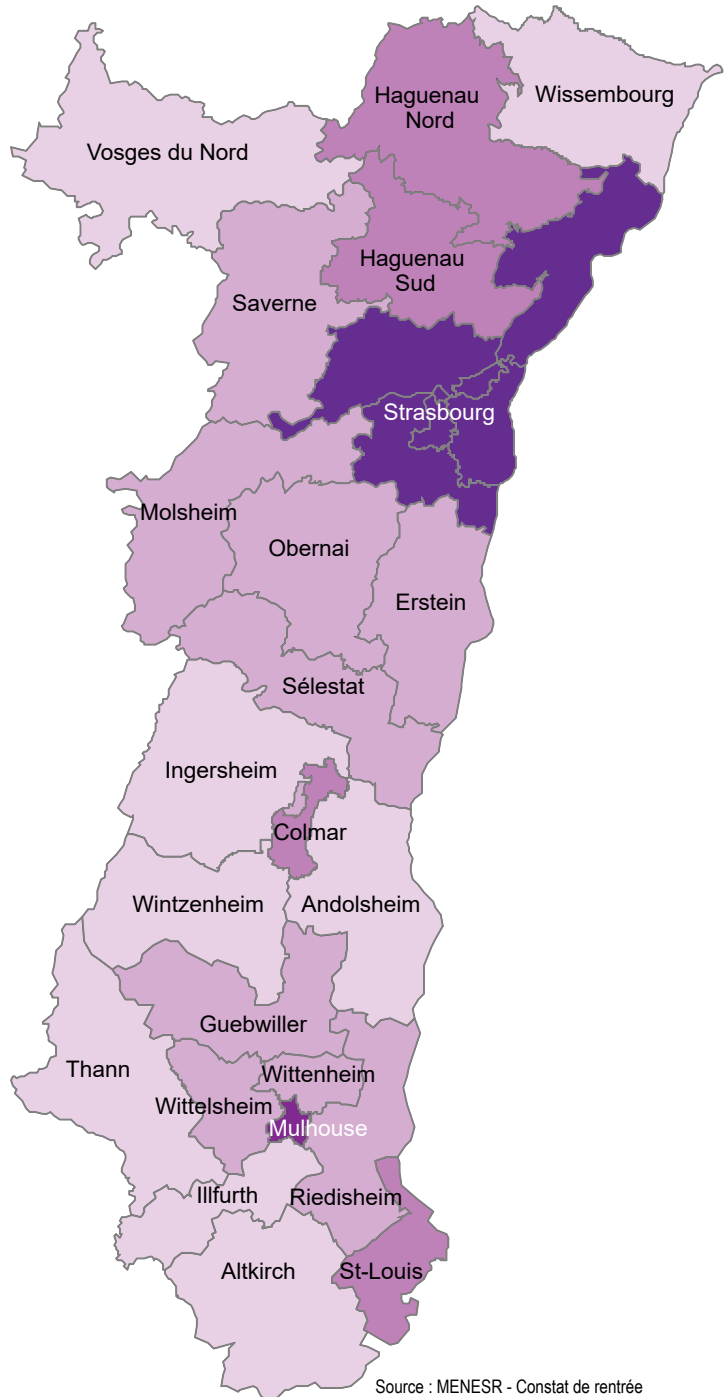 Haguenau
Nord
Wissembourg
Vosges du Nord
Haguenau
Sud
Saverne
Strasbourg
Molsheim
Obernai
Erstein
Sélestat
Ingersheim
Colmar
Wintzenheim
Andolsheim
Guebwiller
Thann
Wittenheim
Wittelsheim
Mulhouse
Illfurth
Riedisheim
Altkirch
St-Louis
Source : MENESR - Constat de rentrée